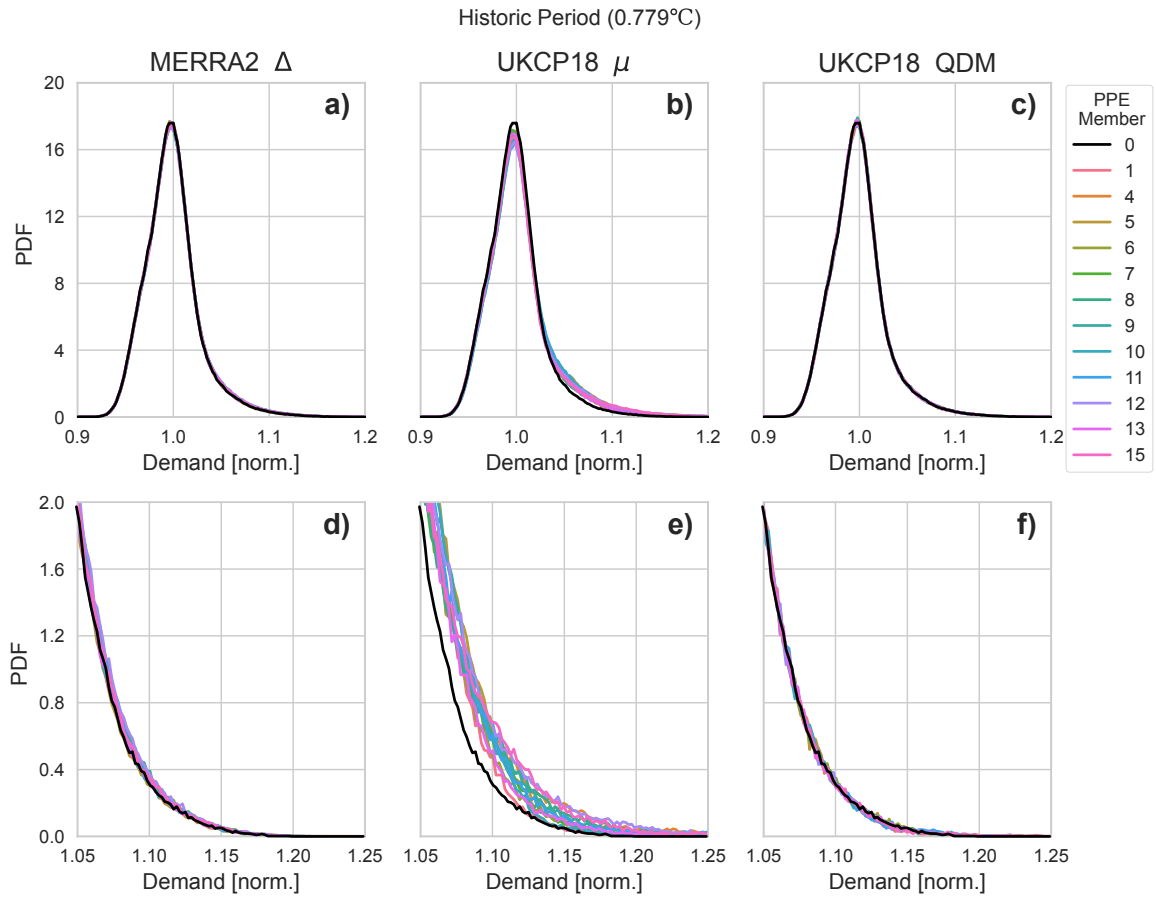 Historic Period (0.779℃)
MERRA2 Δ
UKCP18 μ
UKCP18 QDM
a)
b)
c)
PDF
20
16
12
8
4
0
0.9 1.0 1.1 1.2
0.9 1.0 1.1 1.2
0.9 1.0 1.1 1.2
Demand [norm.]
Demand [norm.]
Demand [norm.]
PPE
Member
0
1
4
5
6
7
8
9
10
11
12
13
15
d)
e)
f)
PDF
2.0
1.6
1.2
0.8
0.4
0.0
1.05 1.10 1.15 1.20 1.25
1.05 1.10 1.15 1.20 1.25
1.05 1.10 1.15 1.20 1.25
Demand [norm.]
Demand [norm.]
Demand [norm.]